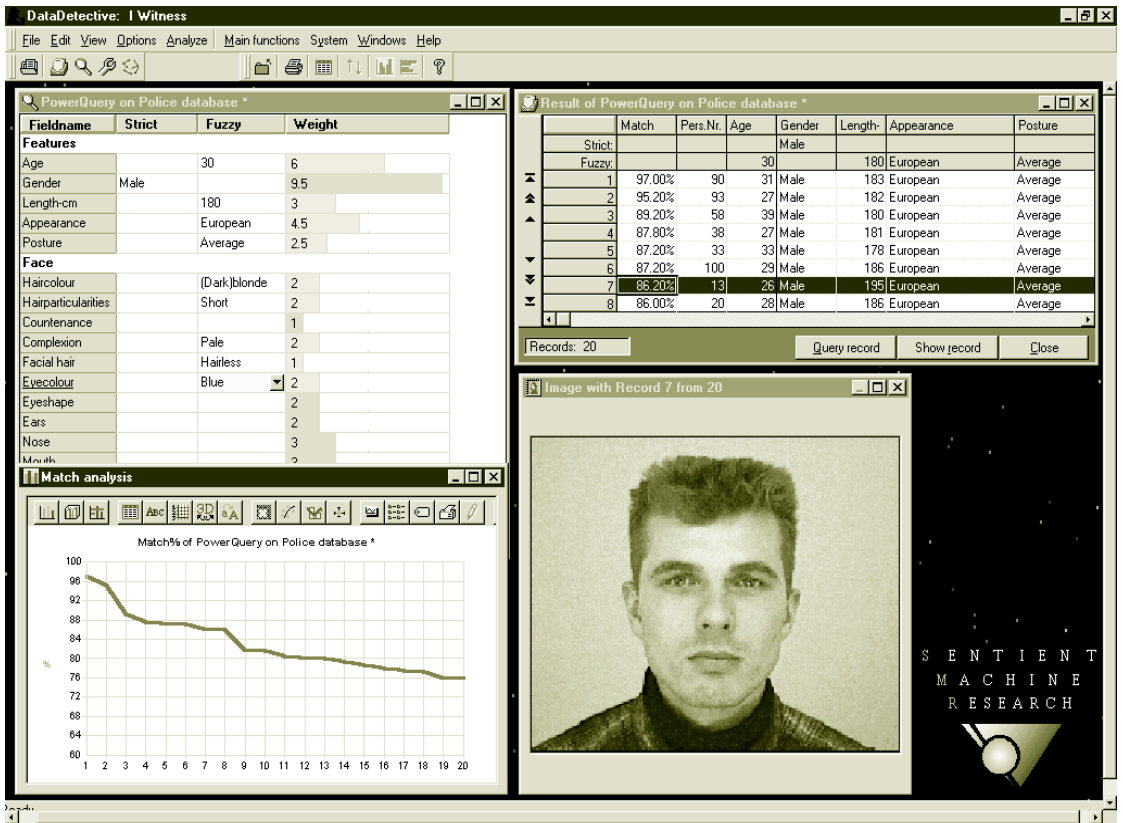 DataDetective: I Witness
File Edit View Options Analyze Main functions System Windows Help
PowerQuery on Police database *
Fieldname Strict Fuzzy Weight
Features
Age 30 6
Gender Male 9.5
Length-cm 180 3
Appearance European 4.5
Posture Average 2.5
Face
Haircolour (Dark)blonde 2
Hairparticularities Short 2
Countenance 1
Complexion Pale 2
Facial hair Hairless 1
Eyecolour Blue 2
Eyeshape 2
Ears 2
Nose 3
Mouth
Result of PowerQuery on Police database *
Match Pers.Nr. Age Gender Length- Appearance Posture
Strict: Male
Fuzzy: 30 180 European Average
1 97.00% 90 31 Male 183 European Average
2 95.20% 93 27 Male 182 European Average
3 89.20% 58 39 Male 180 European Average
4 87.80% 38 27 Male 181 European Average
5 87.20% 33 33 Male 178 European Average
6 87.20% 100 29 Male 186 European Average
7 86.20% 13 26 Male 195 European Average
8 86.00% 20 28 Male 186 European Average
Records: 20 Query record Show record Close
Match analysis
ABC 3D
Match% of PowerQuery on Police database *
100
96
92
88
84
%
80
76
72
68
64
60
1 2 3 4 5 6 7 8 9 10 11 12 13 14 15 16 17 18 19 20
Image with Record 7 from 20
SENTIENT
MACHINE
RESEARCH